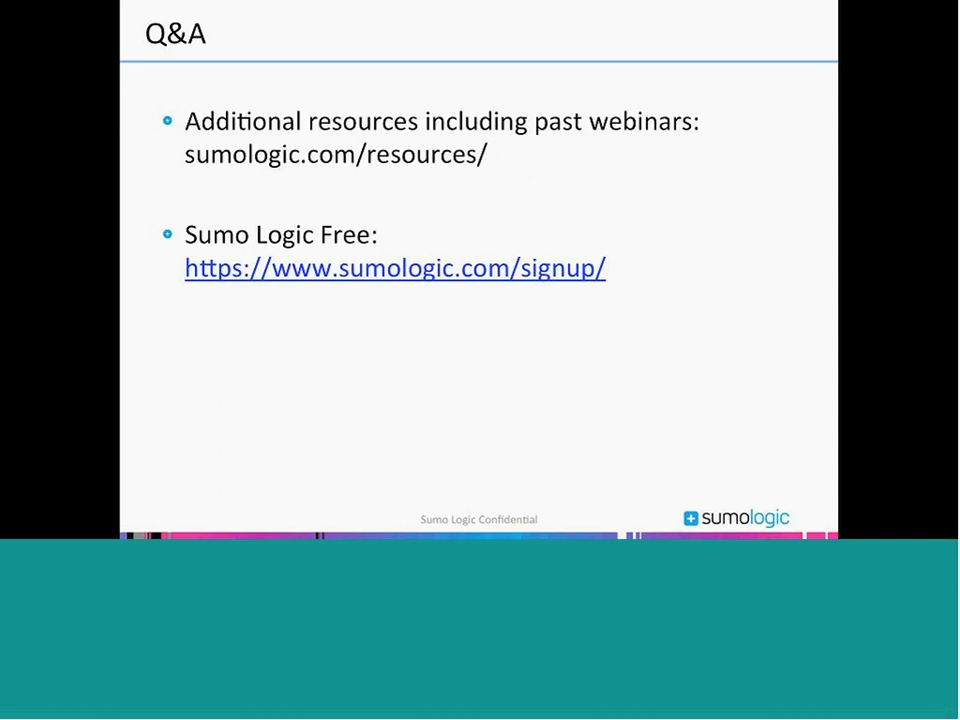 Q&A
Additional resources including past webinars:
sumologic.com/resources/
Sumo Logic Free:
https://www.sumologic.com/signup/
Sumo Logic Confidential
sumologic